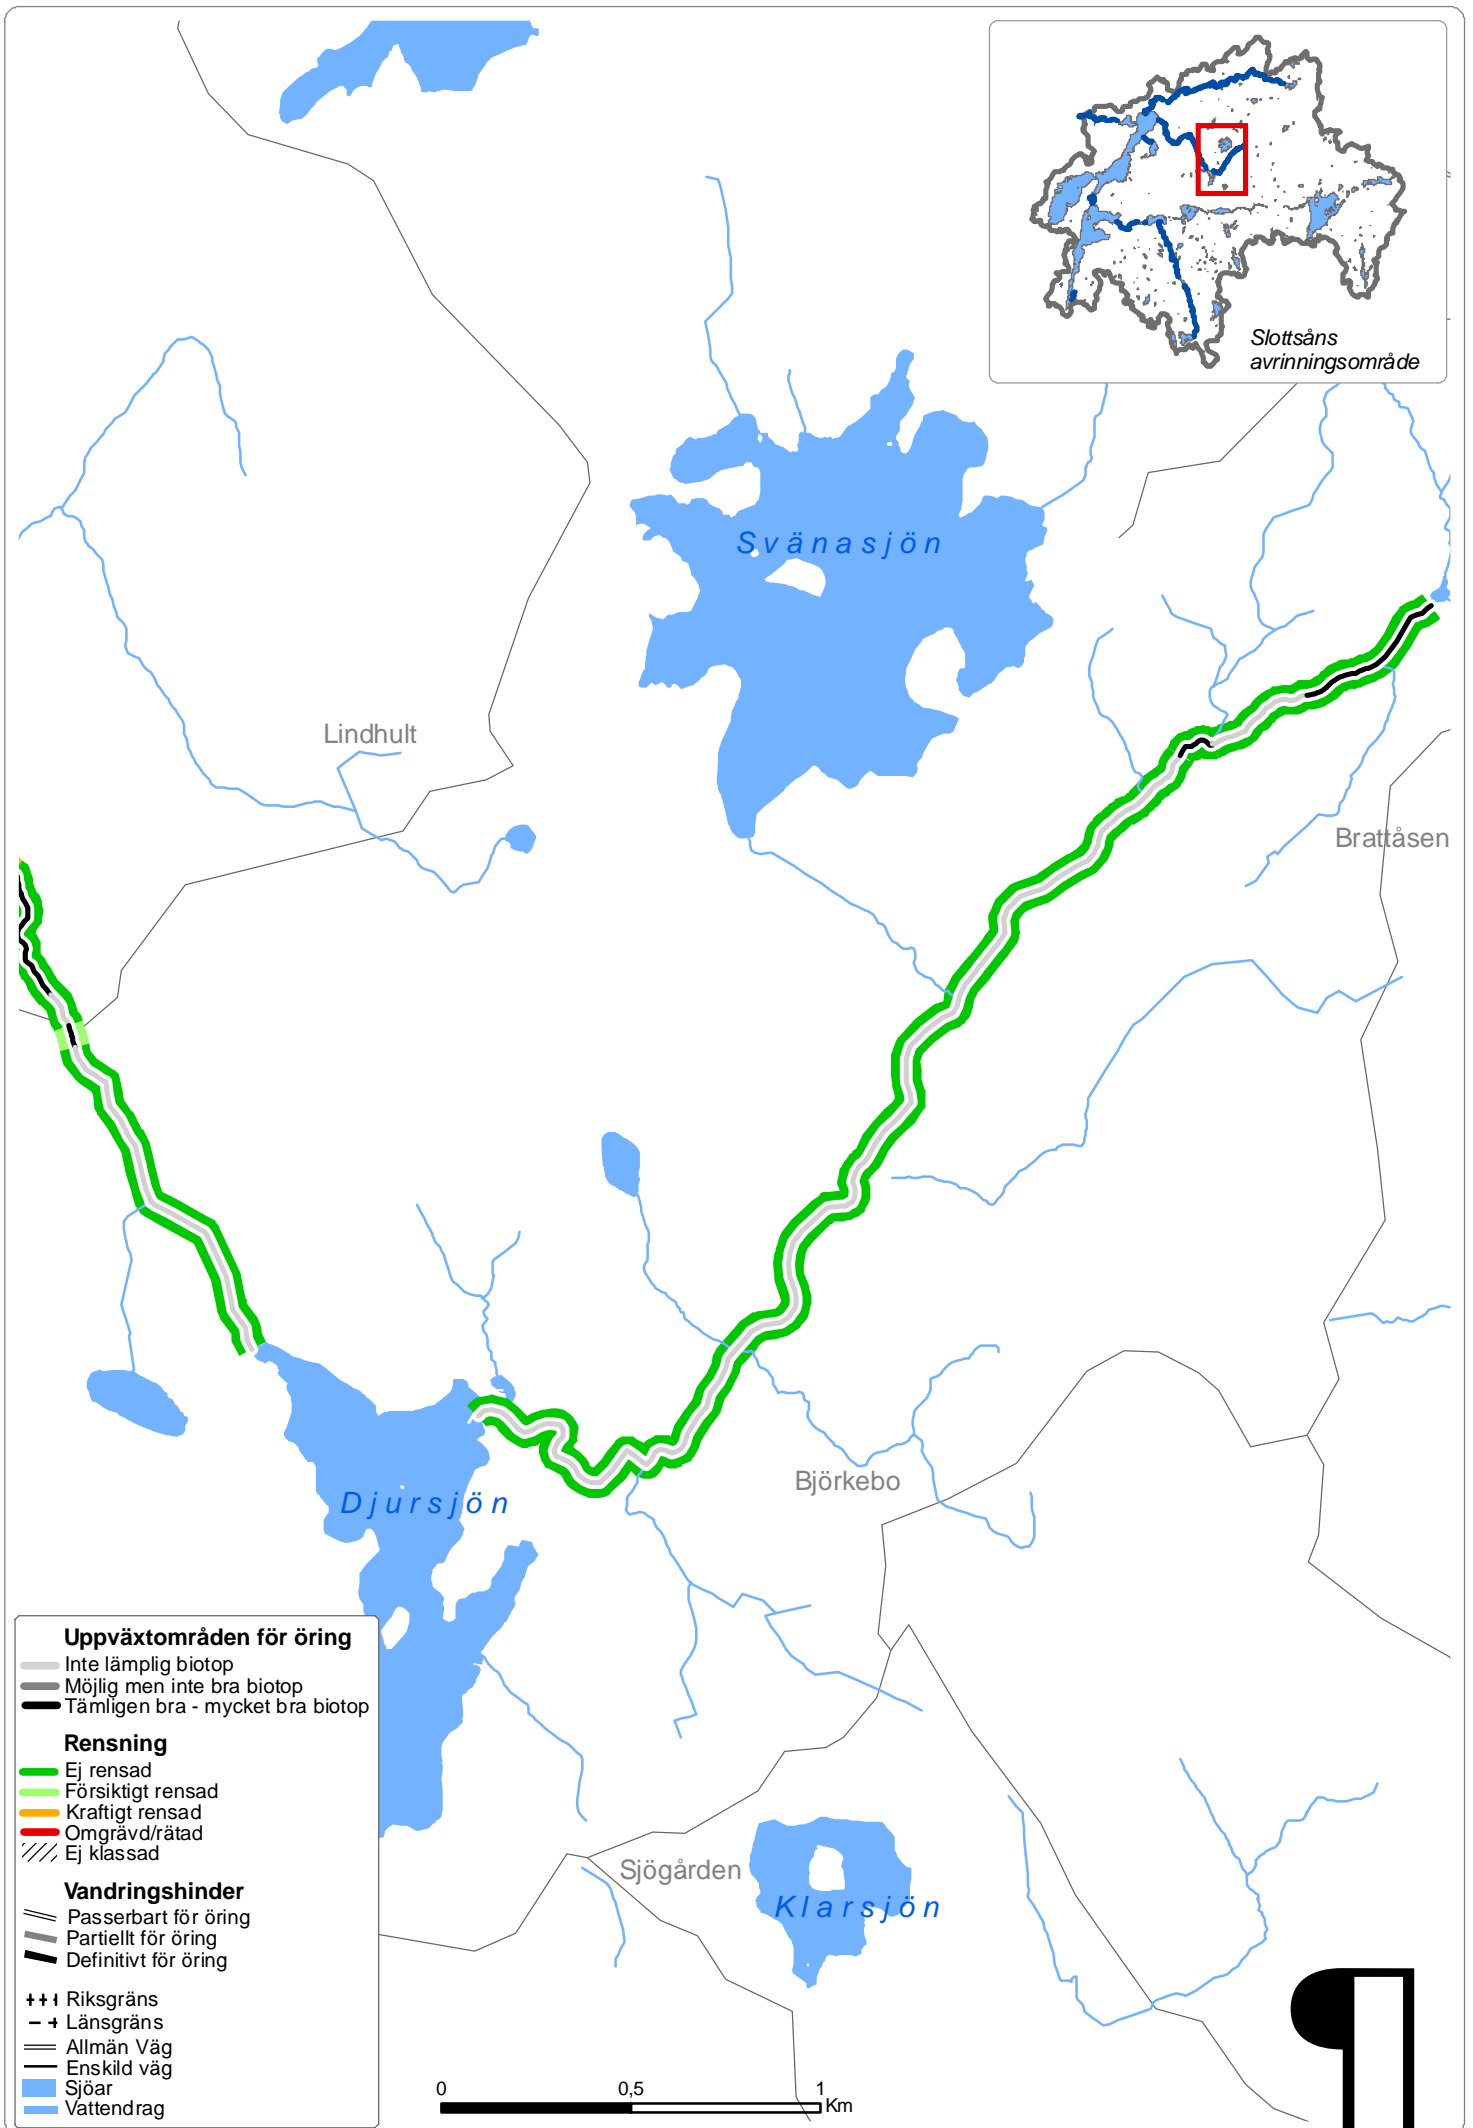 Slottsåns
avrinningsområde
Svänasjön
Lindhult
Brattåsen
Björkebo
Djursjön
Sjögården
Klarsjön
Uppväxtområden för öring
Inte lämplig biotop
Möjlig men inte bra biotop
Tämligen bra - mycket bra biotop
Rensning
Ej rensad
Försiktigt rensad
Kraftigt rensad
Omgrävd/rätad
Ej klassad
Vandringshinder
Passerbart för öring
Partiellt för öring
Definitivt för öring
Riksgräns
Länsgräns
Allmän Väg
Enskild väg
Sjöar
Vattendrag
0 0,5 1
Km
¶